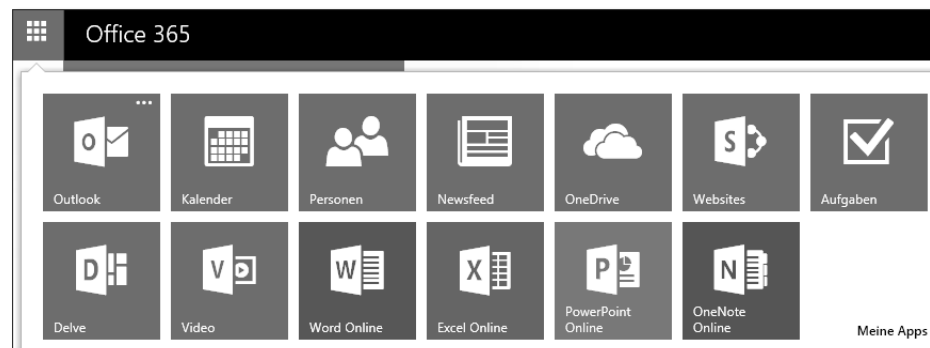 Office 365
Outlook
Kalender
Personen
Newsfeed
OneDrive
Websites
Aufgaben
Delve
Video
Word Online
Excel Online
PowerPoint
Online
OneNote
Online
Meine Apps